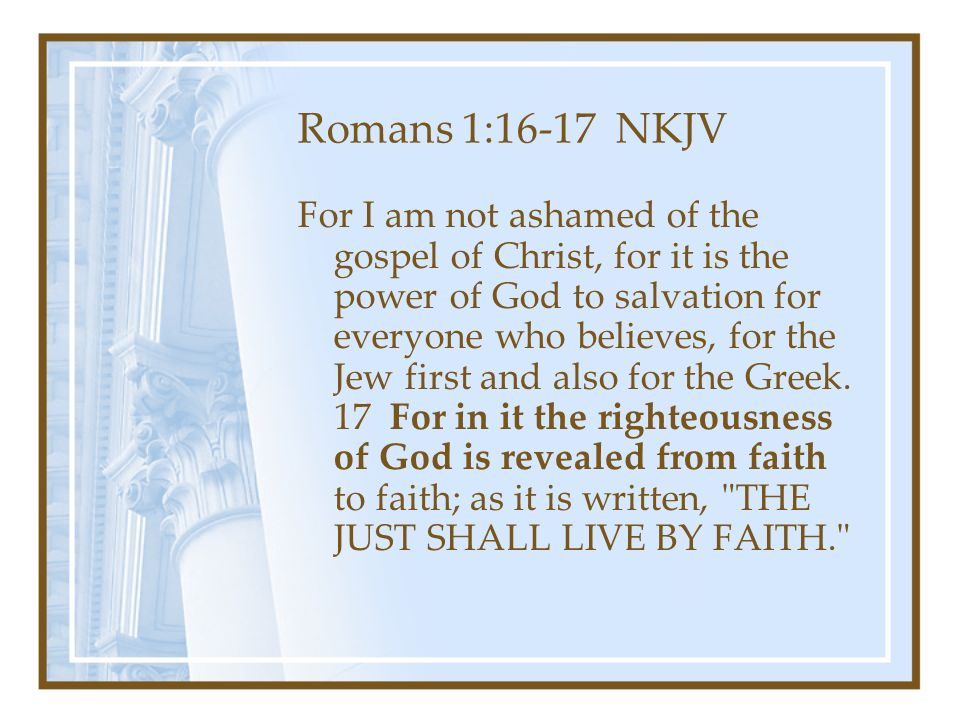 Romans 1:16-17 NKJV
For I am not ashamed of the
gospel of Christ, for it is the
power of God to salvation for
everyone who believes, for the
Jew first and also for the Greek.
17 For in it the righteousness
of God is revealed from faith
to faith; as it is written, "THE
JUST SHALL LIVE BY FAITH."